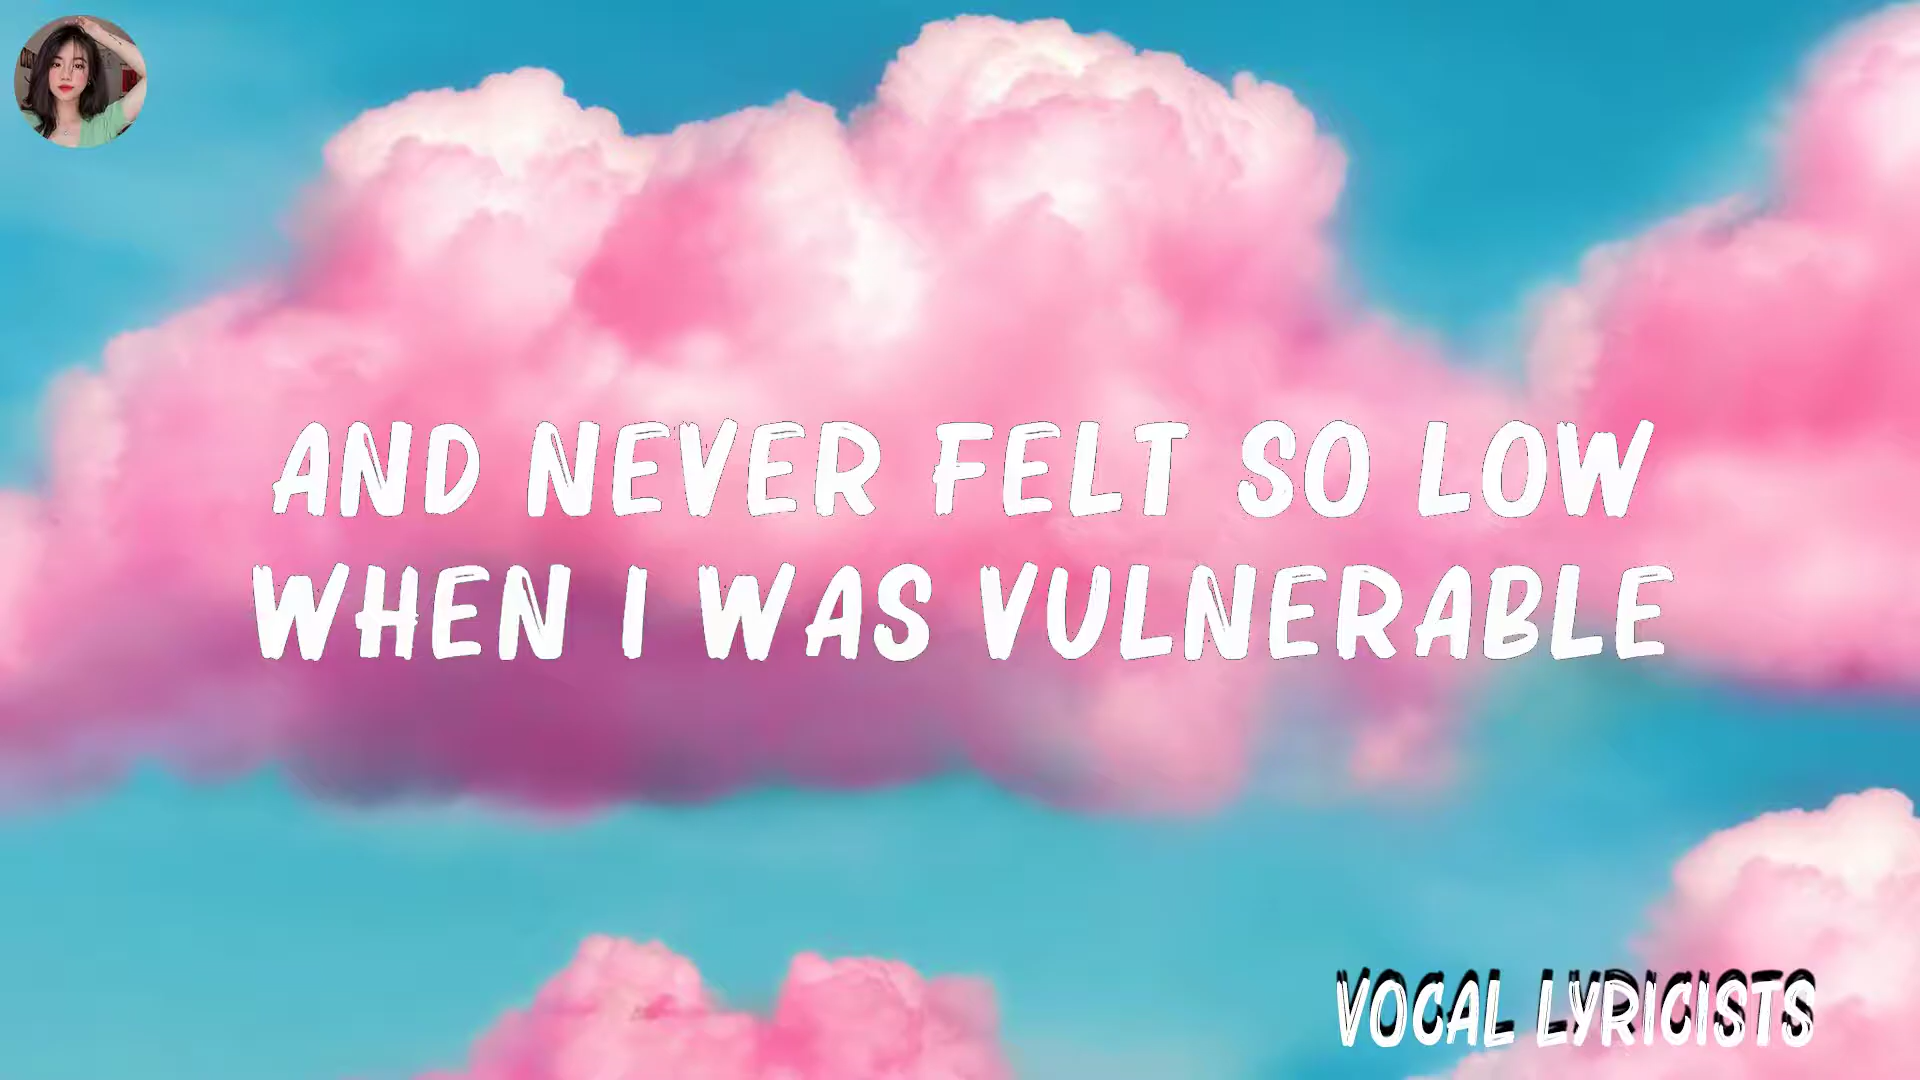 AND NEVER FELT SO LOW
WHEN I WAS VULNERABLE
VOCAL LYRICISTS